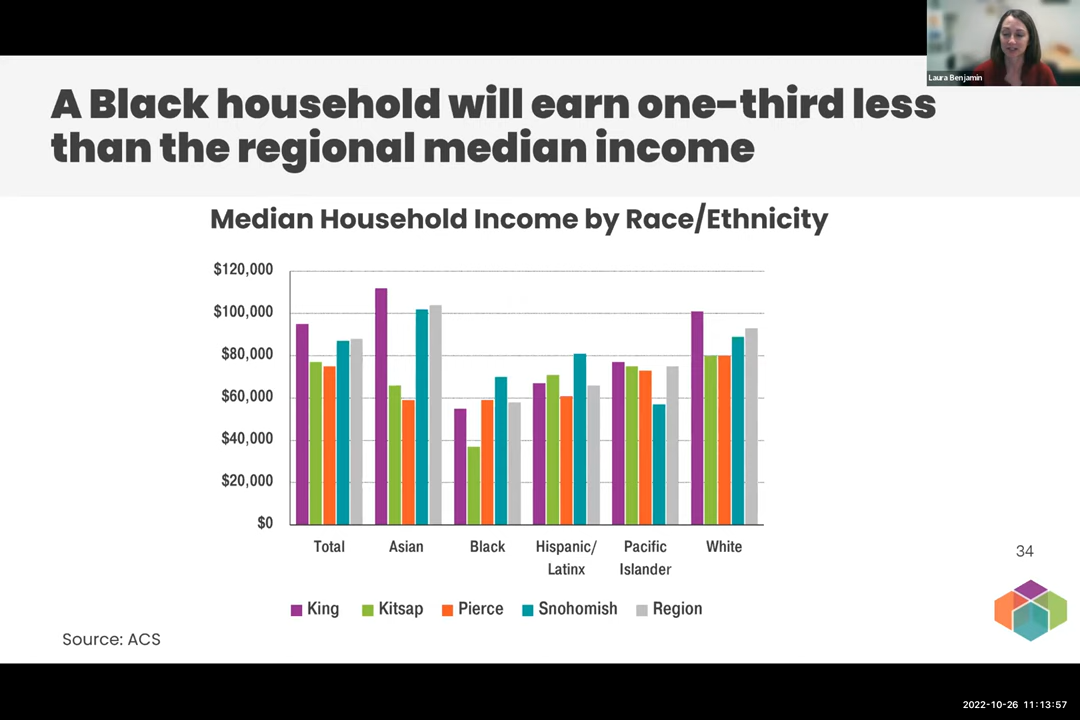 Laura Benjamin
A Black household will earn one-third less
than the regional median income
Median Household Income by Race/Ethnicity
$120,000
$100,000
$80,000
$60,000
$40,000
$20,000
$0
Total Asian Black Hispanic/ Pacific White
Latinx Islander
King Kitsap Pierce Snohomish Region
34
Source: ACS
2022-10-26 11:13:57